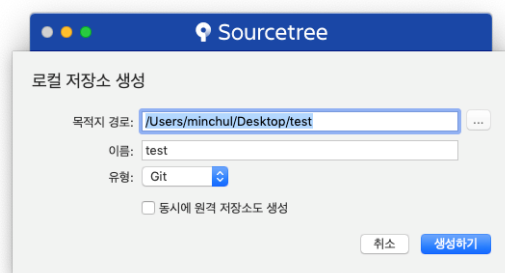 Sourcetree
로컬 저장소 생성
목적지 경로: /Users/minchul/Desktop/test ...
이름: test
유형: Git
동시에 원격 저장소도 생성
취소 생성하기